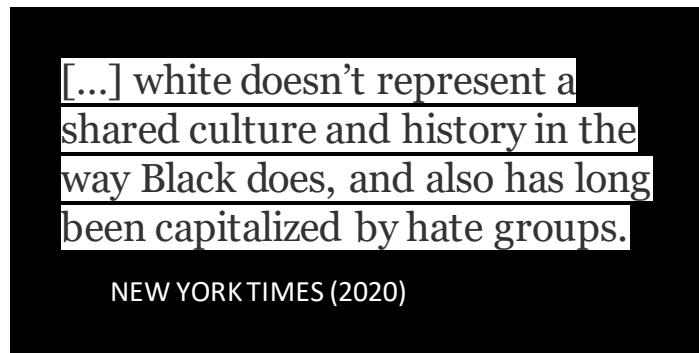 [...] white doesn’t represent a
shared culture and history in the
way Black does, and also has long
been capitalized by hate groups.
NEW YORK TIMES (2020)